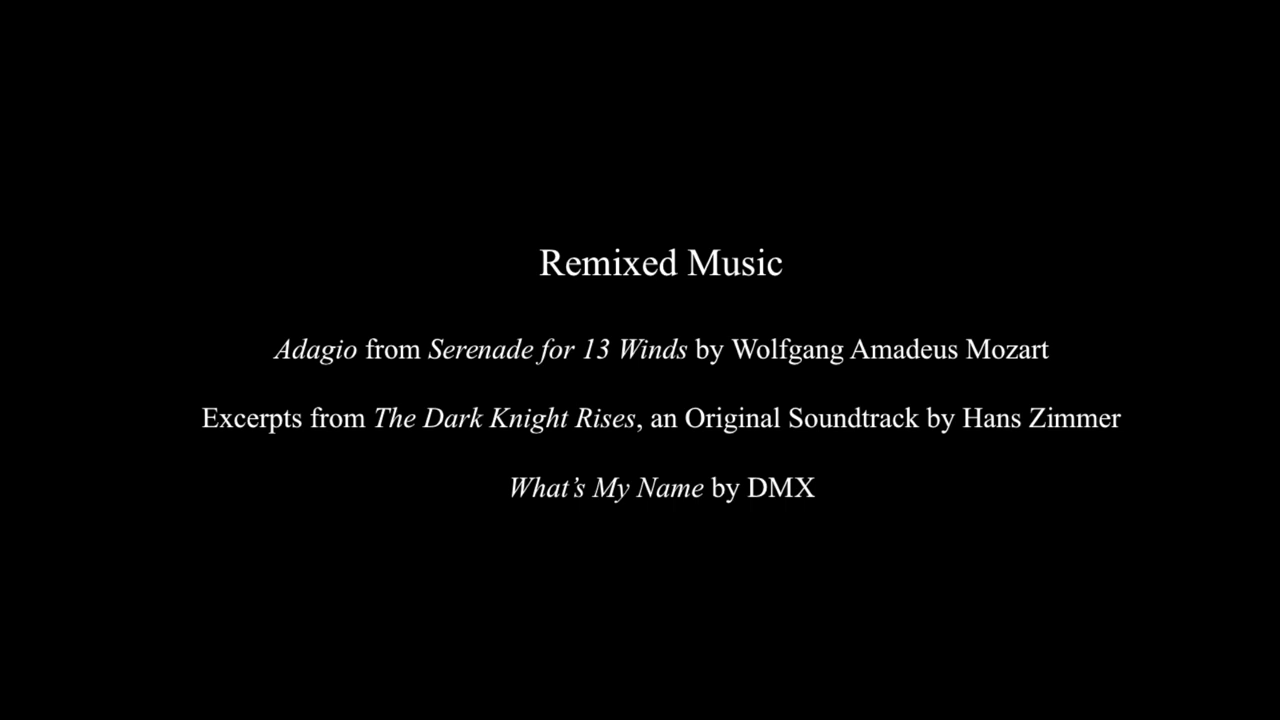 Remixed Music
Adagio from Serenade for 13 Winds by Wolfgang Amadeus Mozart
Excerpts from The Dark Knight Rises, an Original Soundtrack by Hans Zimmer
What’s My Name by DMX